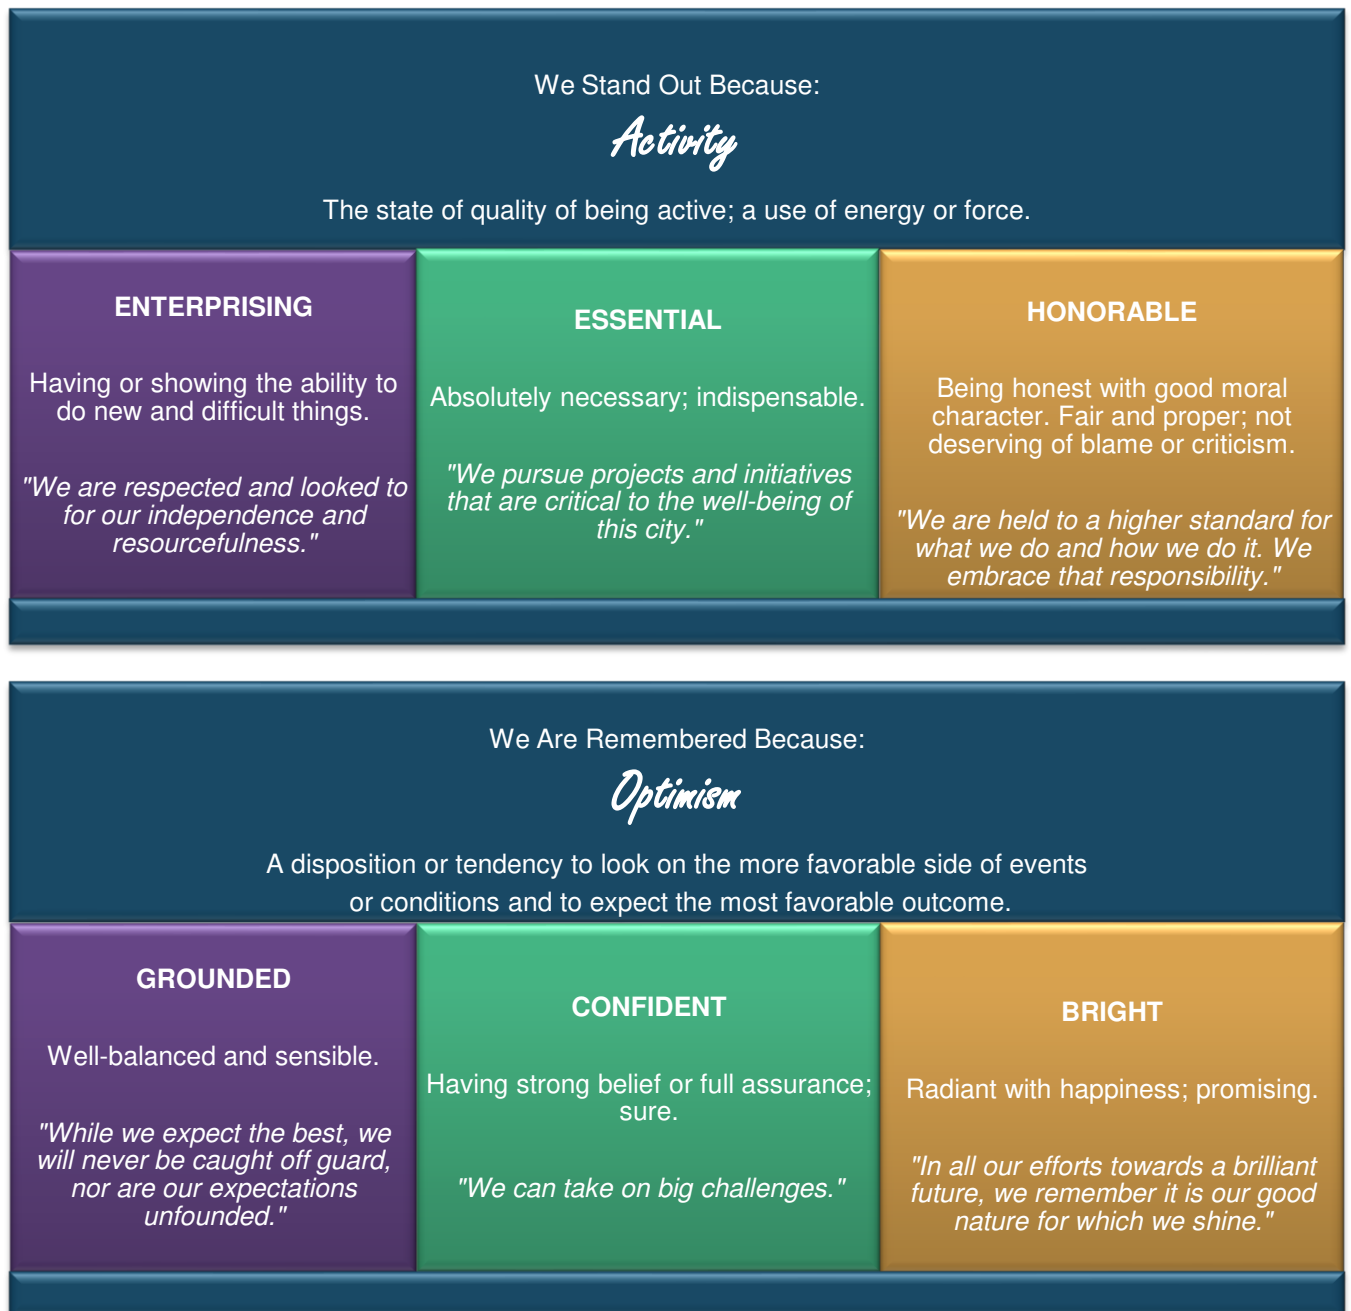 We Stand Out Because:
Activity
The state of quality of being active; a use of energy or force.
ENTERPRISING
Having or showing the ability to
do new and difficult things.
"We are respected and looked to
for our independence and
resourcefulness."
ESSENTIAL
Absolutely necessary; indispensable.
"We pursue projects and initiatives
that are critical to the well-being of
this city."
HONORABLE
Being honest with good moral
character. Fair and proper; not
deserving of blame or criticism.
"We are held to a higher standard for
what we do and how we do it. We
embrace that responsibility."
We Are Remembered Because:
Optimism
A disposition or tendency to look on the more favorable side of events
or conditions and to expect the most favorable outcome.
GROUNDED
Well-balanced and sensible.
"While we expect the best, we
will never be caught off guard,
nor are our expectations
unfounded."
CONFIDENT
Having strong belief or full assurance;
sure.
"We can take on big challenges."
BRIGHT
Radiant with happiness; promising.
"In all our efforts towards a brilliant
future, we remember it is our good
nature for which we shine."